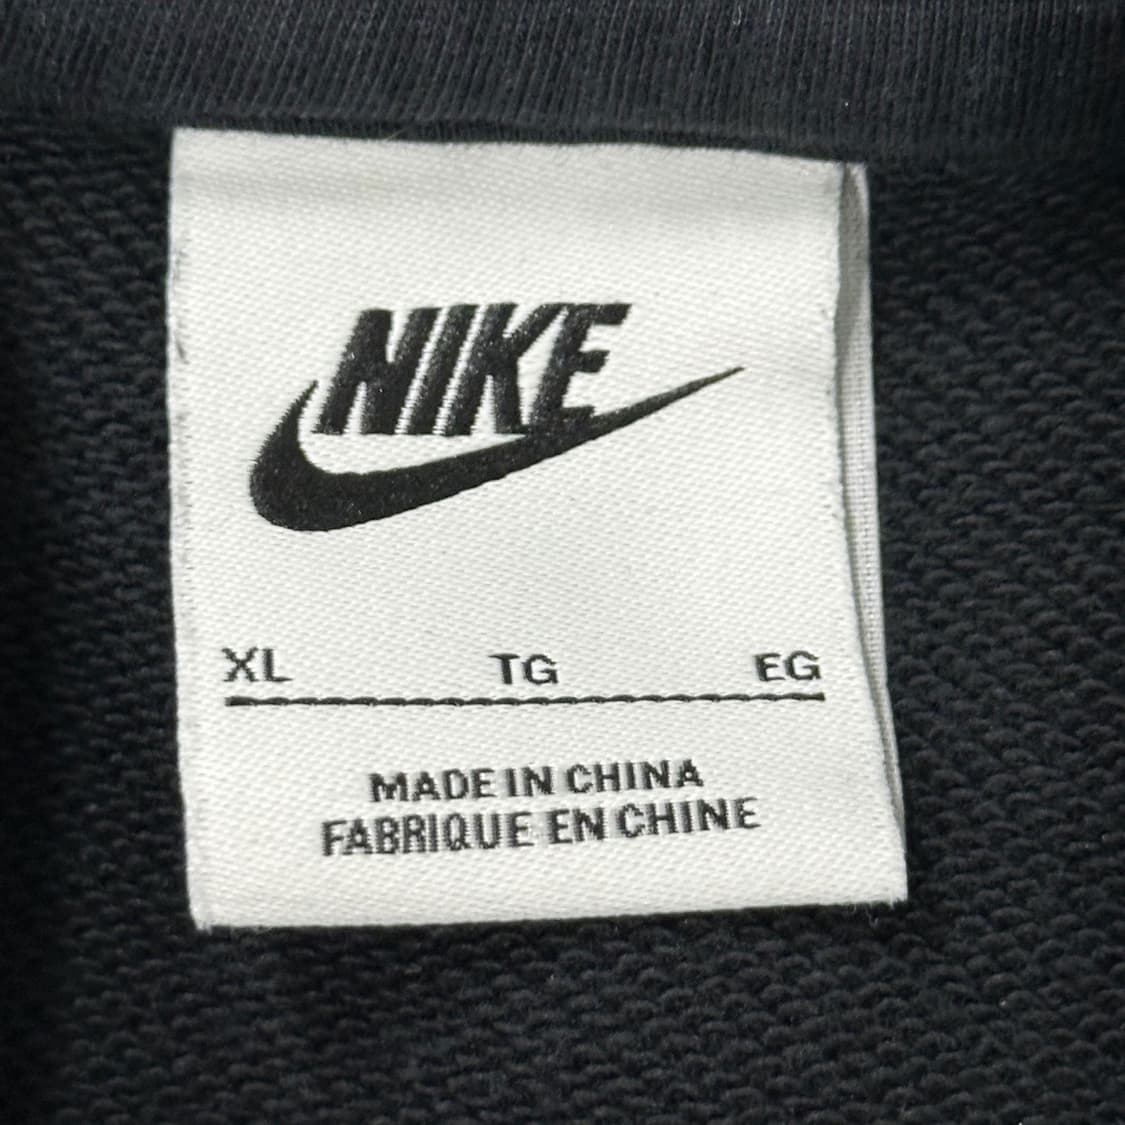 NIKE
XL TG EG
MADE IN CHINA
FABRIQUE EN CHINE